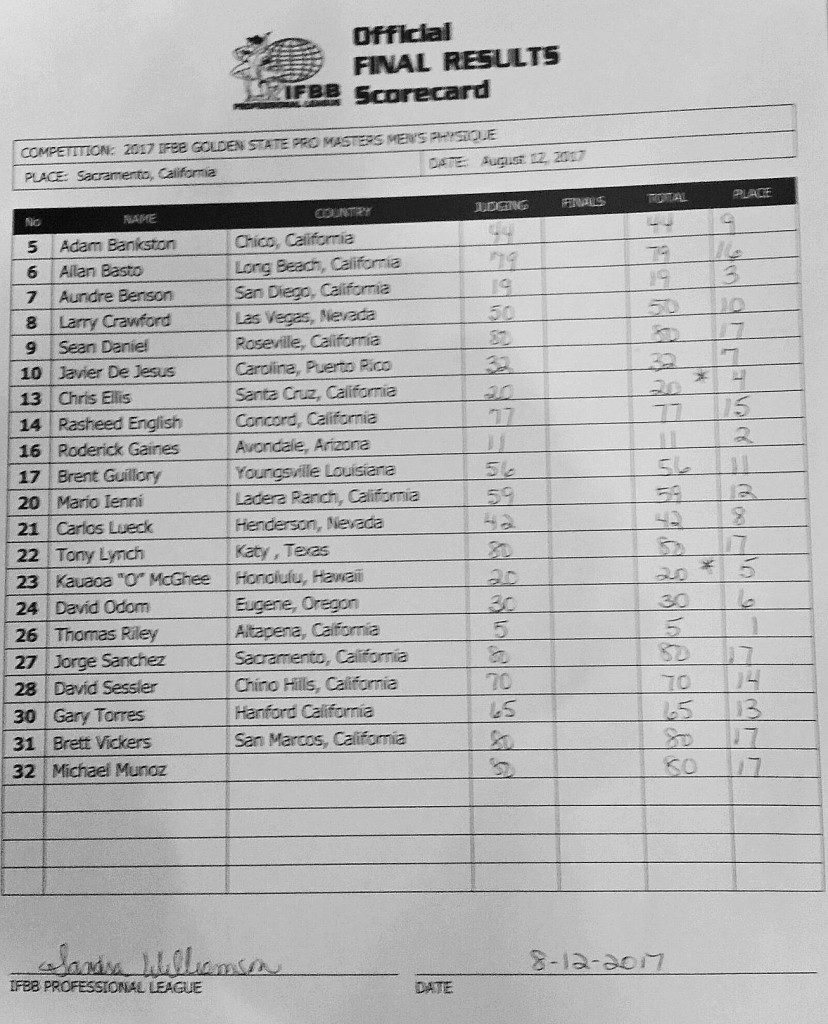 Official
FINAL RESULTS
Scorecard
IFBB
PROFESSIONAL LEAGUE
COMPETITION: 2017 IFBB GOLDEN STATE PRO MASTERS MEN'S PHYSIQUE
PLACE: Sacramento, California DATE: August 12, 2017
No NAME COUNTRY JUDGING FINALS TOTAL PLACE
5 Adam Bankston Chico, California 44 44 9
6 Allan Basto Long Beach, California 79 79 16
7 Aundre Benson San Diego, California 19 19 3
8 Larry Crawford Las Vegas, Nevada 50 50 10
9 Sean Daniel Roseville, California 80 80 17
10 Javier De Jesus Carolina, Puerto Rico 32 32 7
13 Chris Ellis Santa Cruz, California 20 20 * 4
14 Rasheed English Concord, California 77 77 15
16 Roderick Gaines Avondale, Arizona 11 11 2
17 Brent Guillory Youngsville Louisiana 56 56 11
20 Mario Ienni Ladera Ranch, California 59 59 12
21 Carlos Lueck Henderson, Nevada 42 42 8
22 Tony Lynch Katy , Texas 80 80 17
23 Kauaoa "O" McGhee Honolulu, Hawaii 20 20 * 5
24 David Odom Eugene, Oregon 30 30 6
26 Thomas Riley Altapena, California 5 5 1
27 Jorge Sanchez Sacramento, California 80 80 17
28 David Sessler Chino Hills, California 70 70 14
30 Gary Torres Hanford California 65 65 13
31 Brett Vickers San Marcos, California 80 80 17
32 Michael Munoz 80 80 17
Sandra Williamson 8-12-2017
IFBB PROFESSIONAL LEAGUE DATE